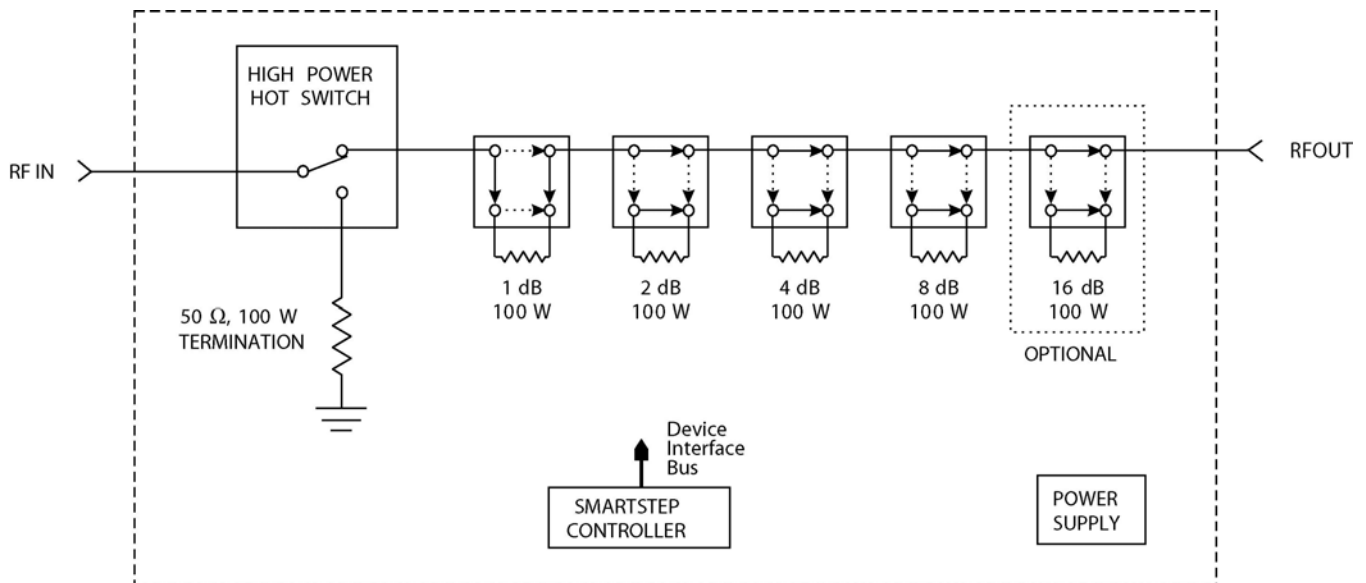 HIGH POWER
HOT SWITCH
RF IN
RFOUT
1 dB
100 W
2 dB
100 W
4 dB
100 W
8 dB
100 W
16 dB
100 W
OPTIONAL
50 Ω, 100 W
TERMINATION
Device
Interface
Bus
SMARTSTEP
CONTROLLER
POWER
SUPPLY